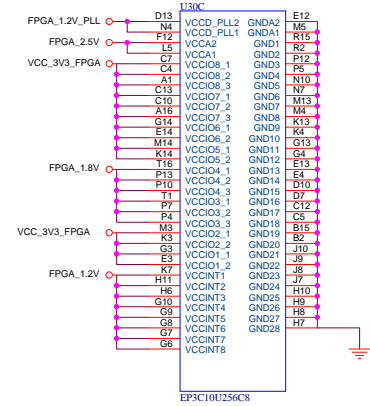 U30C
FPGA_1.2V_PLL D13 VCCD_PLL2 GNDA2 E12
N4 VCCD_PLL1 GNDA1 M5
FPGA_2.5V F12 VCCA2 GND1 R15
L5 VCCA1 GND2 R2
VCC_3V3_FPGA C7 VCCIO8_1 GND3 P12
C4 VCCIO8_2 GND4 P5
A1 VCCIO8_3 GND5 N10
C13 VCCIO7_1 GND6 N7
C10 VCCIO7_2 GND7 M13
A16 VCCIO7_3 GND8 M4
G14 VCCIO6_1 GND9 K13
E14 VCCIO6_2 GND10 K4
M14 VCCIO5_1 GND11 G13
K14 VCCIO5_2 GND12 G4
FPGA_1.8V T16 VCCIO4_1 GND13 E13
P13 VCCIO4_2 GND14 E4
P10 VCCIO4_3 GND15 D10
T1 VCCIO3_1 GND16 D7
P7 VCCIO3_2 GND17 C12
P4 VCCIO3_3 GND18 C5
VCC_3V3_FPGA M3 VCCIO2_1 GND19 B15
K3 VCCIO2_2 GND20 B2
G3 VCCIO1_1 GND21 J10
E3 VCCIO1_2 GND22 J9
FPGA_1.2V K7 VCCINT1 GND23 J8
H11 VCCINT2 GND24 J7
H6 VCCINT3 GND25 H10
G10 VCCINT4 GND26 H9
G9 VCCINT5 GND27 H8
G8 VCCINT6 GND28 H7
G7 VCCINT7
G6 VCCINT8
EP3C10U256C8